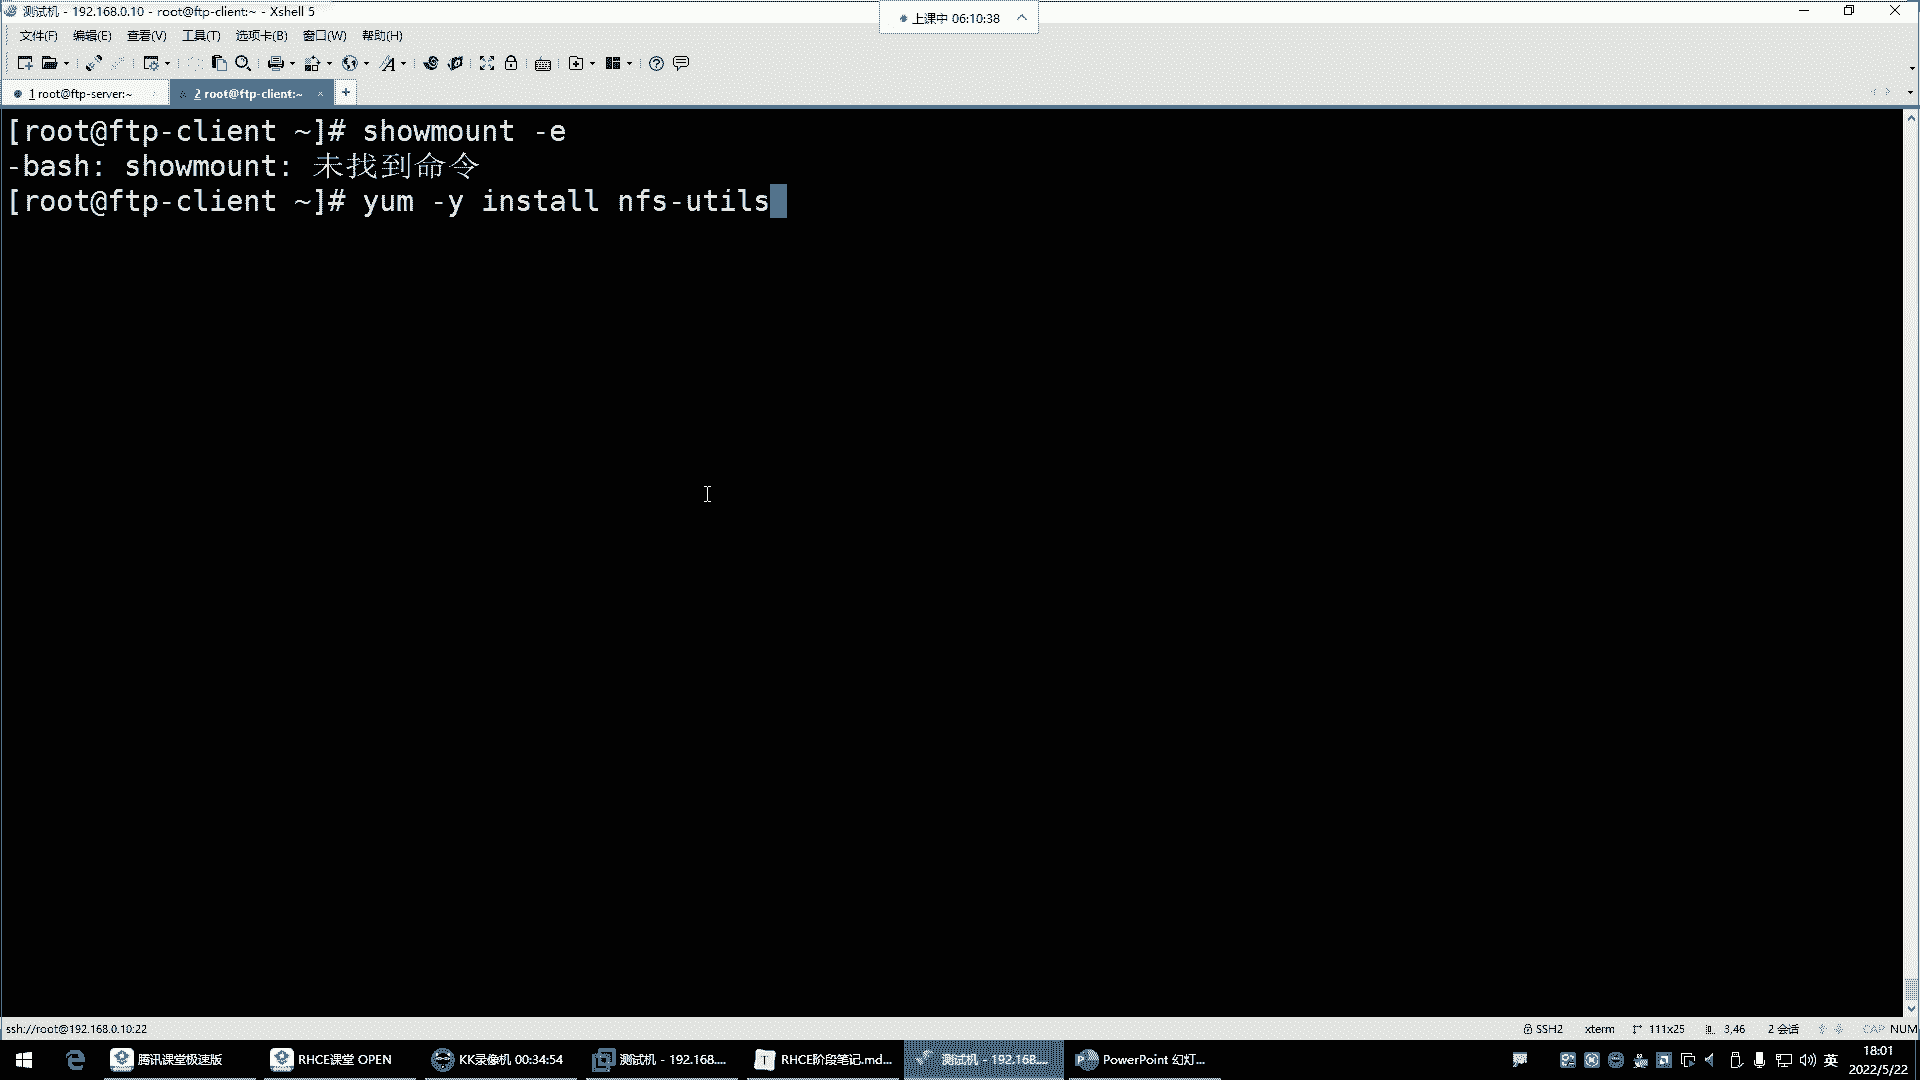 测试机 - 192.168.0.10 - root@ftp-client:~ - Xshell 5
上课中 06:10:38
文件(F) 编辑(E) 查看(V) 工具(T) 选项卡(B) 窗口(W) 帮助(H)
1 root@ftp-server:~ 2 root@ftp-client:~
[root@ftp-client ~]# showmount -e
-bash: showmount: 未找到命令
[root@ftp-client ~]# yum -y install nfs-utils
ssh://root@192.168.0.10:22 SSH2 xterm 111x25 3,46 2 会话 CAP NUM
腾讯课堂极速版 RHCE课堂 OPEN KK录像机 00:34:54 测试机 - 192.168.... RHCE阶段笔记.md... 测试机 - 192.168.... PowerPoint 幻灯... 英 18:01
2022/5/22